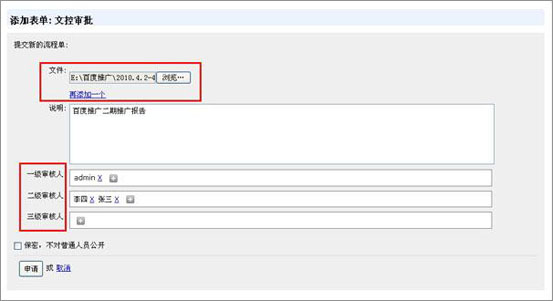 添加表单: 文控审批
提交新的流程单:
文件: E:\百度推广\2010.4.2-4 浏览…
再添加一个
说明: 百度推广二期推广报告
一级审核人 admin X
二级审核人 李四 X 张三 X
三级审核人
保密, 不对普通人员公开
申请 或 取消